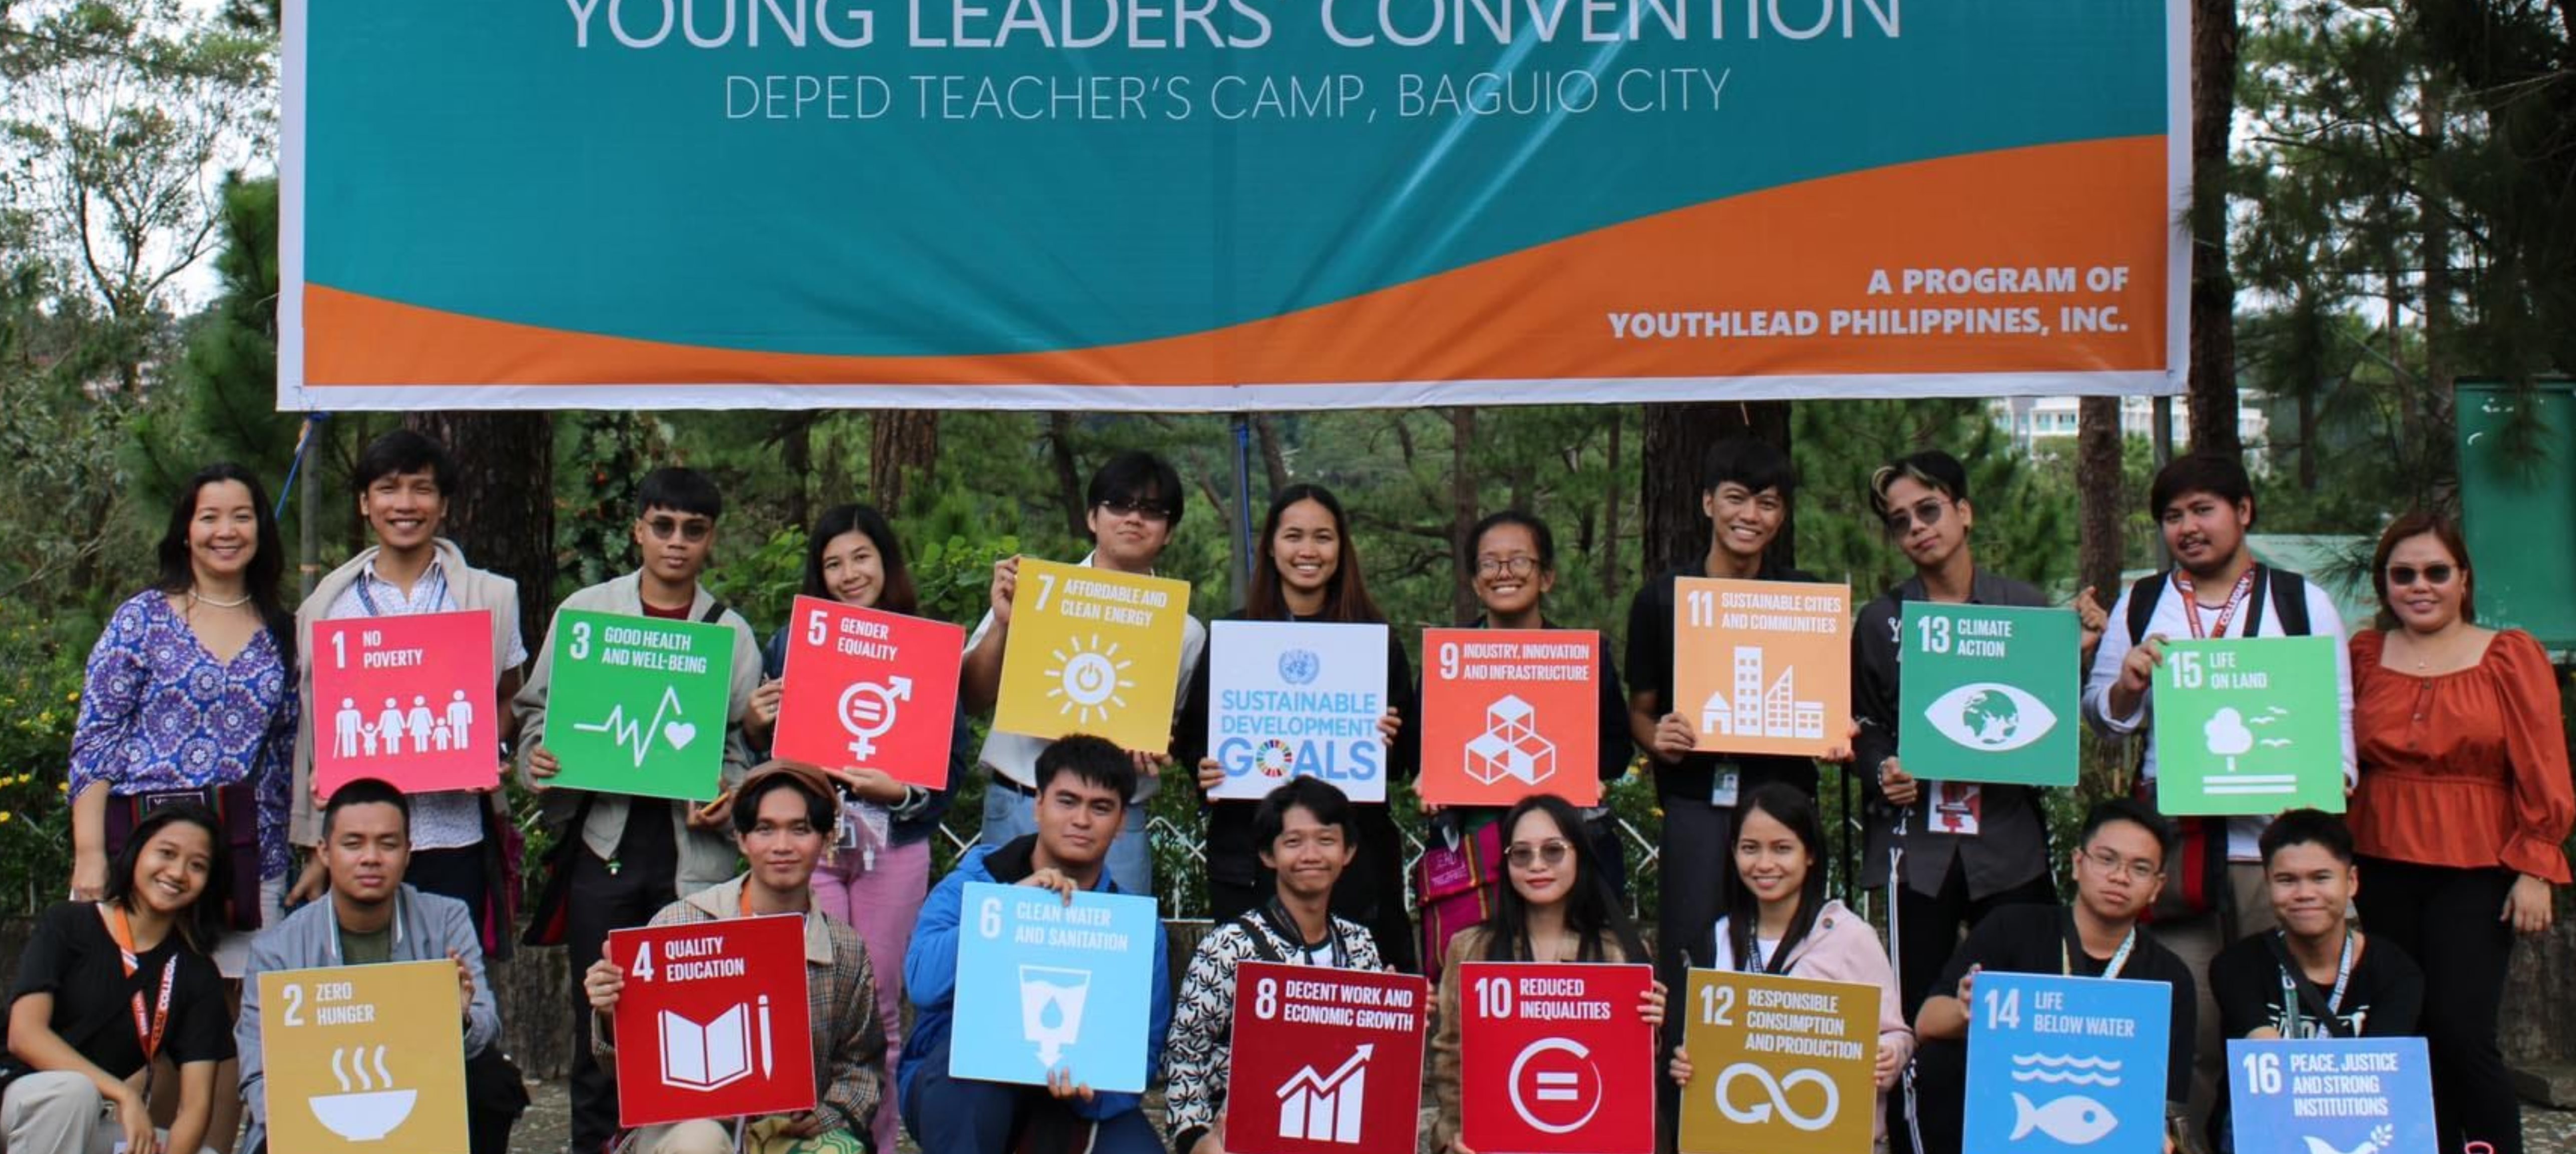 YOUNG LEADERS' CONVENTION
DEPED TEACHER'S CAMP, BAGUIO CITY
A PROGRAM OF
YOUTHLEAD PHILIPPINES, INC.
1 NO
POVERTY
3 GOOD HEALTH
AND WELL-BEING
5 GENDER
EQUALITY
7 AFFORDABLE AND
CLEAN ENERGY
SUSTAINABLE
DEVELOPMENT
GOALS
9 INDUSTRY, INNOVATION
AND INFRASTRUCTURE
11 SUSTAINABLE CITIES
AND COMMUNITIES
13 CLIMATE
ACTION
15 LIFE
ON LAND
2 ZERO
HUNGER
4 QUALITY
EDUCATION
6 CLEAN WATER
AND SANITATION
8 DECENT WORK AND
ECONOMIC GROWTH
10 REDUCED
INEQUALITIES
12 RESPONSIBLE
CONSUMPTION
AND PRODUCTION
14 LIFE
BELOW WATER
16 PEACE, JUSTICE
AND STRONG
INSTITUTIONS